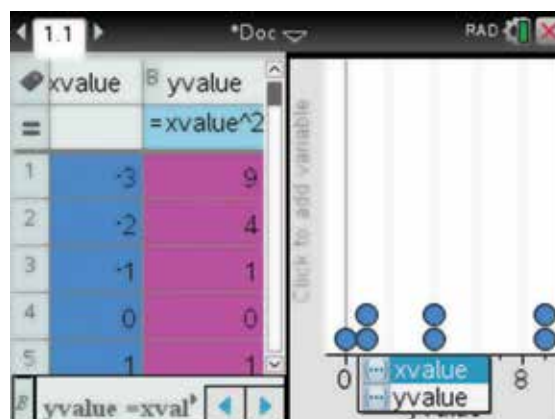 1.1 *Doc RAD
xvalue B yvalue
= =xvalue^2
1 -3 9
2 -2 4
3 -1 1
4 0 0
5 1 1
B yvalue =xval
Click to add variable
0 8
xvalue
yvalue